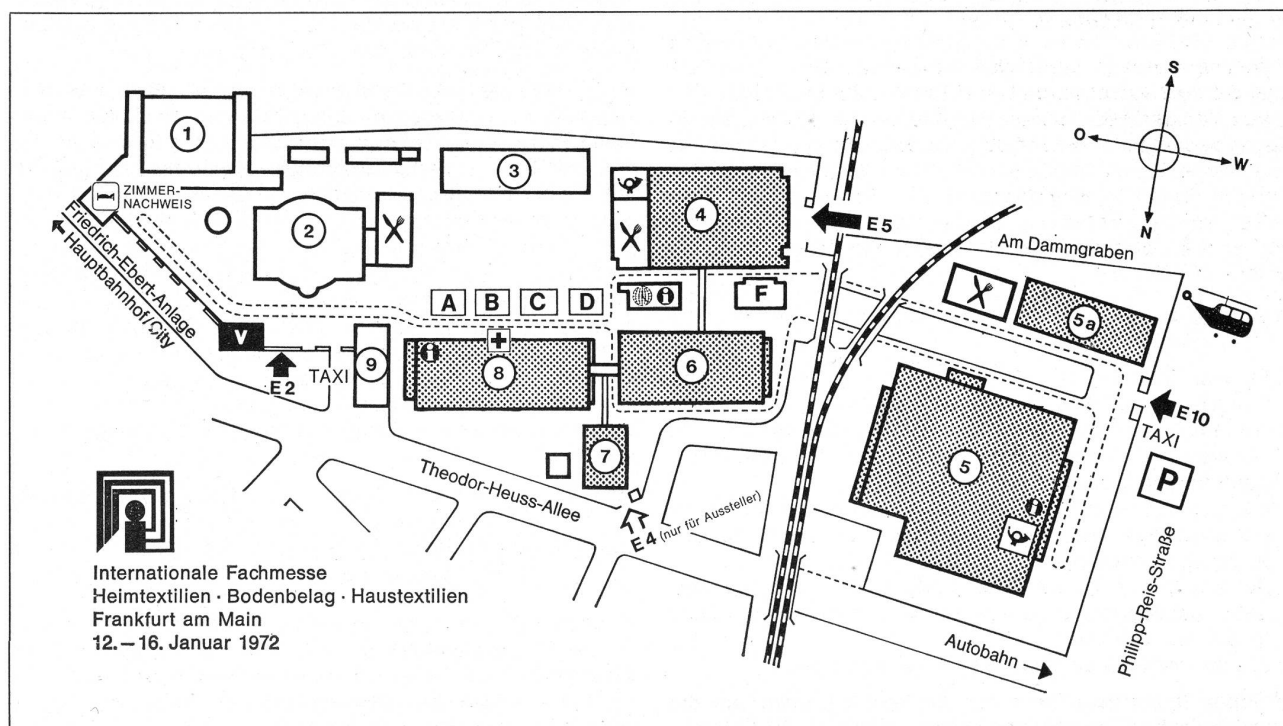 S
O
W
N
1
ZIMMER-
NACHWEIS
2
3
4
E5
Am Dammgraben
5a
Friedrich-Ebert-Anlage
Hauptbahnhof/City
A
B
C
D
N i
F
V
E2
TAXI
9
i
8
6
E10
TAXI
7
5
P
i
Theodor-Heuss-Allee
E4 (nur für Aussteller)
Philipp-Reis-Straße
Autobahn
Internationale Fachmesse
Heimtextilien · Bodenbelag · Haustextilien
Frankfurt am Main
12.–16. Januar 1972